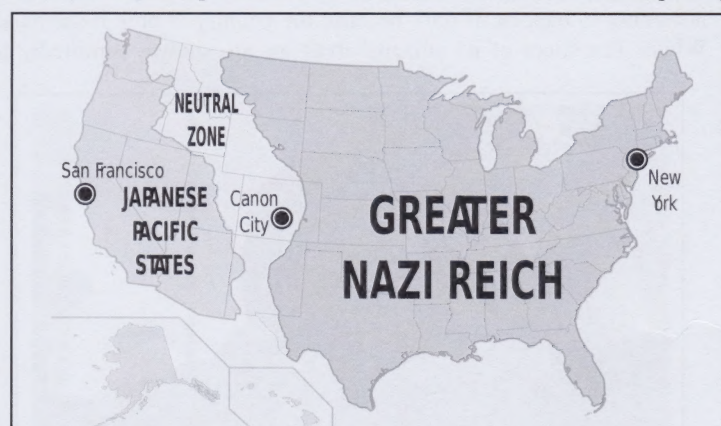 NEUTRAL
ZONE
San Francisco
JAPANESE
PACIFIC
STATES
Canon
City
GREATER
NAZI REICH
New
York